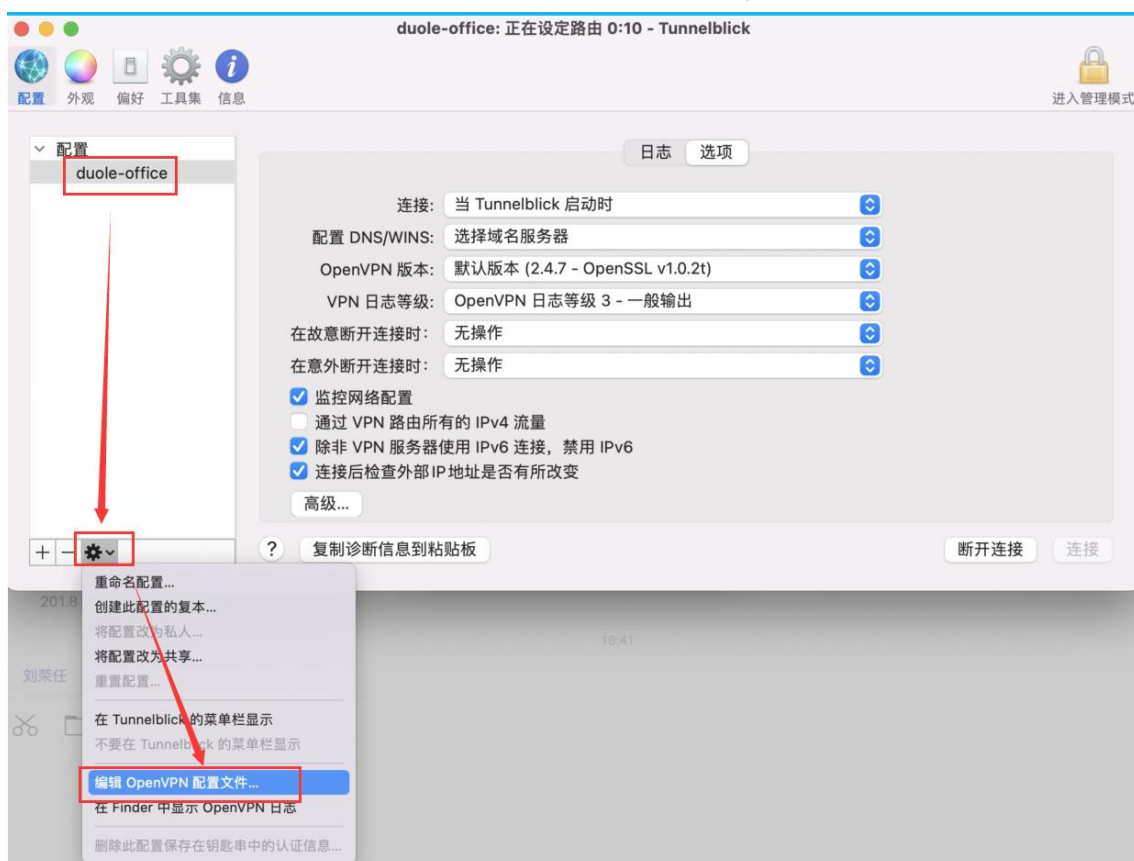 duole-office: 正在设定路由 0:10 - Tunnelblick
配置 外观 偏好 工具集 信息
进入管理模式
配置
duole-office
日志 选项
连接: 当 Tunnelblick 启动时
配置 DNS/WINS: 选择域名服务器
OpenVPN 版本: 默认版本 (2.4.7 - OpenSSL v1.0.2t)
VPN 日志等级: OpenVPN 日志等级 3 - 一般输出
在故意断开连接时: 无操作
在意外断开连接时: 无操作
监控网络配置
通过 VPN 路由所有的 IPv4 流量
除非 VPN 服务器使用 IPv6 连接，禁用 IPv6
连接后检查外部 IP 地址是否有所改变
高级...
? 复制诊断信息到粘贴板
断开连接 连接
重命名配置...
201.8
创建此配置的复本...
将配置改为私人...
16:41
将配置改为共享...
刘荣任
重置配置...
在 Tunnelblick 的菜单栏显示
不要在 Tunnelblick 的菜单栏显示
编辑 OpenVPN 配置文件...
在 Finder 中显示 OpenVPN 日志
删除此配置保存在钥匙串中的认证信息...